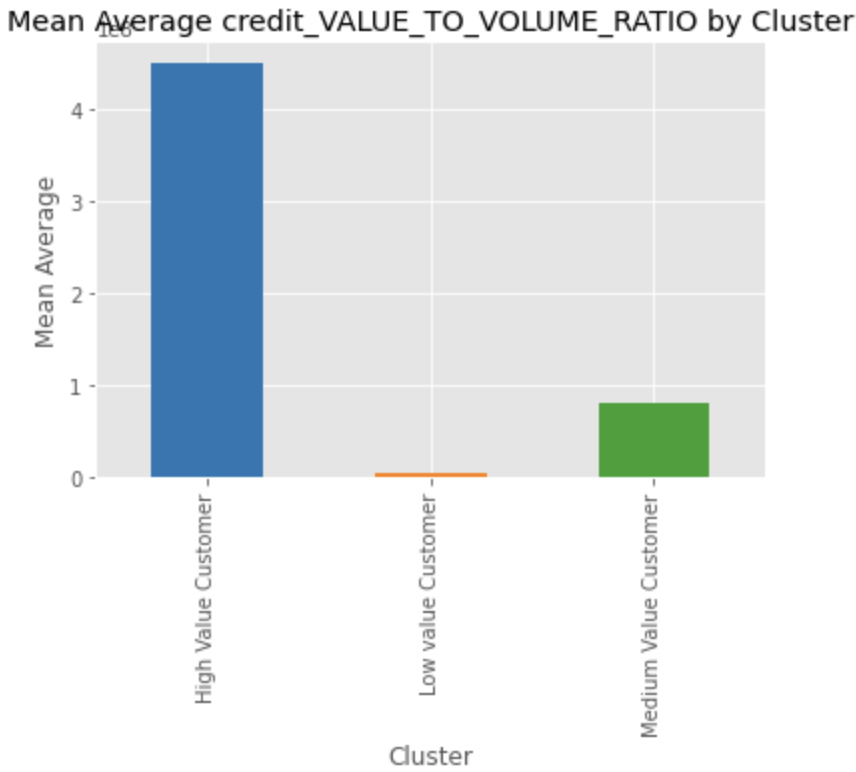 Mean Average credit_VALUE_TO_VOLUME_RATIO by Cluster
4
3
2
1
0
Mean Average
High Value Customer
Low value Customer
Medium Value Customer
Cluster